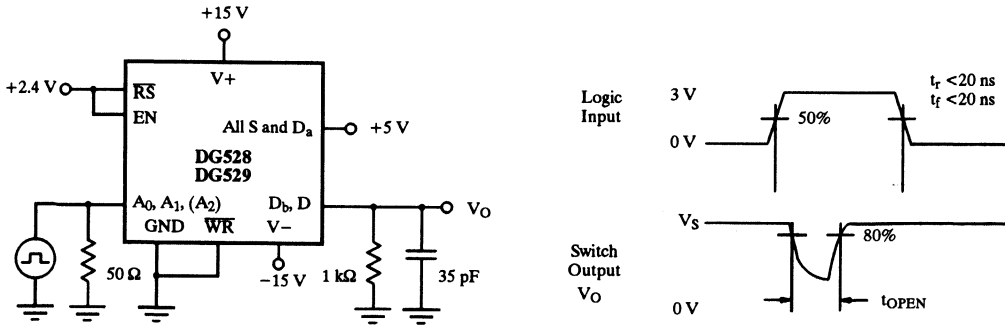 +15 V
V+
+2.4 V
RS
EN
All S and Da
+5 V
DG528
DG529
A0, A1, (A2)
Db, D
VO
GND
WR
V−
50 Ω
−15 V
1 kΩ
35 pF
Logic
Input
3 V
0 V
50%
tr <20 ns
tf <20 ns
VS
80%
Switch
Output
VO
0 V
tOPEN